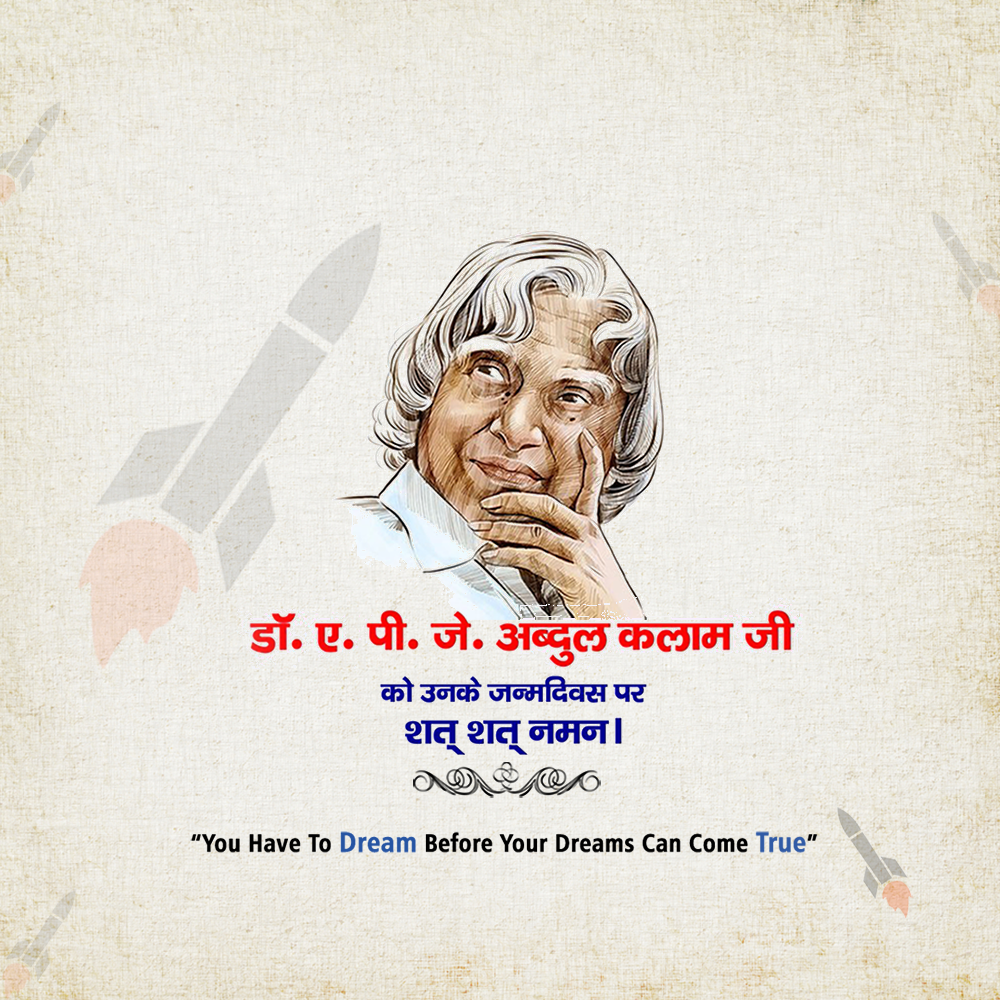 डॉ. ए. पी. जे. अब्दुल कलाम जी
को उनके जन्मदिवस पर
शत् शत् नमन।
“You Have To Dream Before Your Dreams Can Come True”